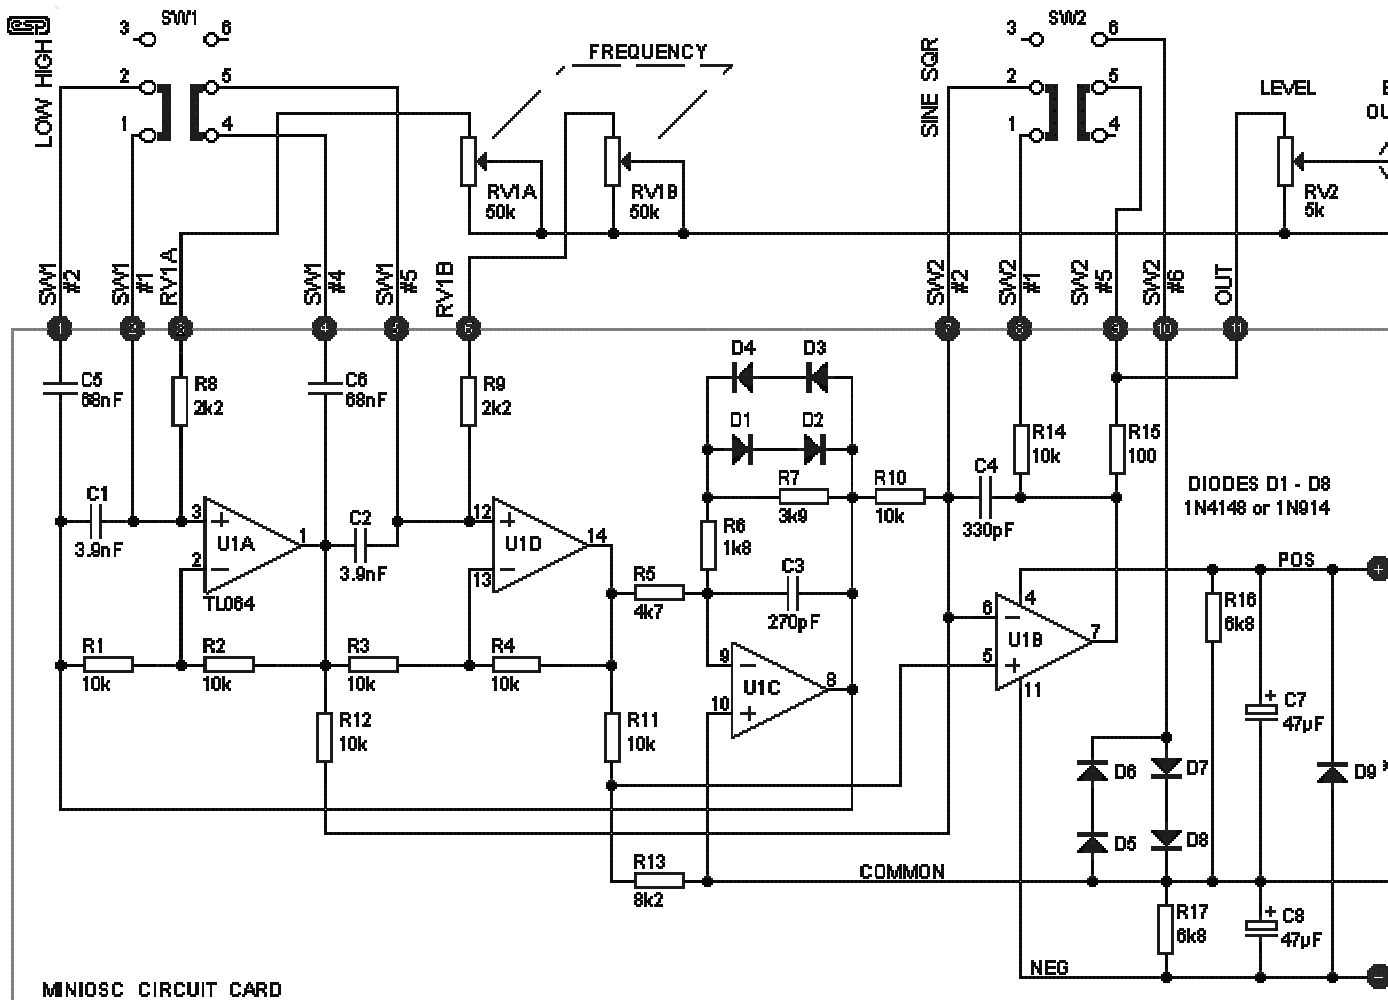 esp
SW1
3
6
2
5
1
4
LOW HIGH
FREQUENCY
RV1A
50k
RV1B
50k
SW2
3
6
2
5
1
4
SINE SQR
LEVEL
RV2
5k
SW1 #2
SW1 #1
RV1A
SW1 #4
SW1 #5
RV1B
SW2 #2
SW2 #1
SW2 #5
SW2 #6
OUT
1
2
3
4
5
6
7
8
9
10
11
C5
68nF
R8
2k2
C6
68nF
R9
2k2
D4
D3
D1
D2
R7
3k9
R10
10k
C4
330pF
R14
10k
R15
100
DIODES D1 - D8
1N4148 or 1N914
C1
3.9nF
3
+
2
−
U1A
1
TL064
C2
3.9nF
12
+
13
−
U1D
14
R5
4k7
R6
1k8
C3
270pF
9
−
10
+
U1C
8
6
−
5
+
U1B
4
7
11
POS
+
R16
6k8
R1
10k
R2
10k
R3
10k
R4
10k
R12
10k
R11
10k
+
C7
47µF
D6
D7
D9
D5
D8
R13
8k2
COMMON
R17
6k8
+
C8
47µF
NEG
−
MINIOSC CIRCUIT CARD